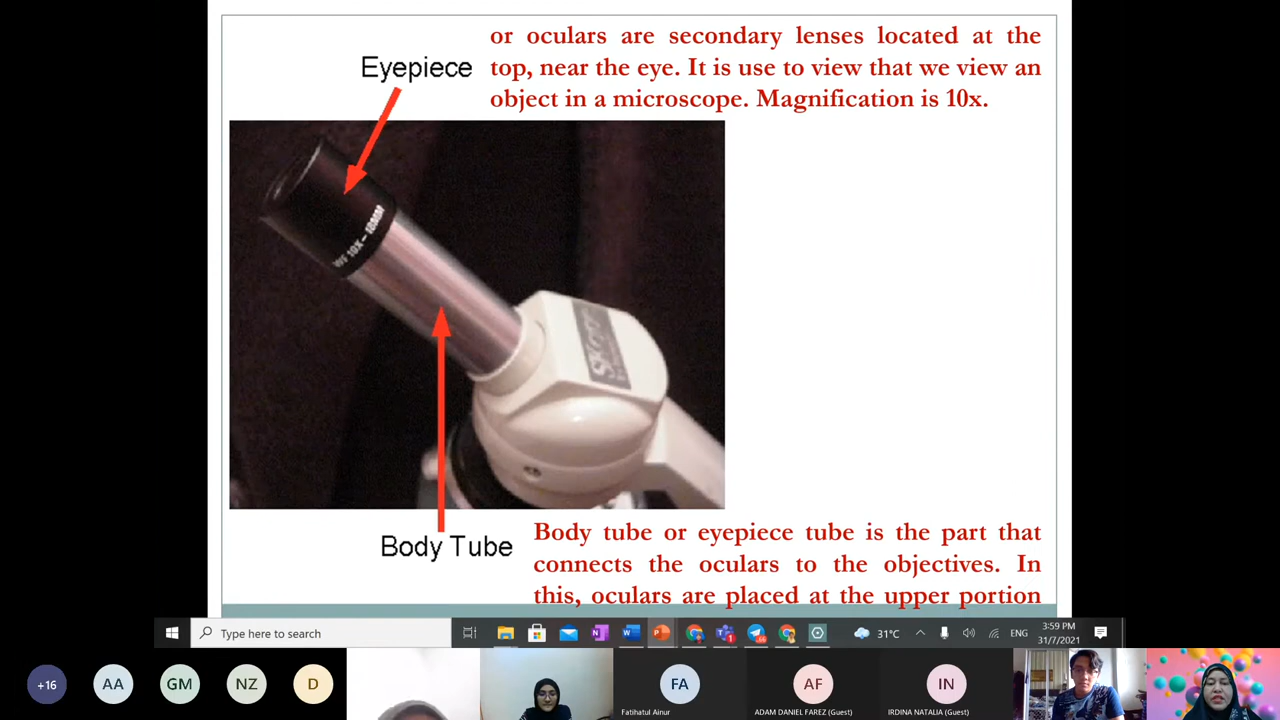 or oculars are secondary lenses located at the
Eyepiece top, near the eye. It is use to view that we view an
object in a microscope. Magnification is 10x.
WF 10X-18MM
Body Tube
Body tube or eyepiece tube is the part that
connects the oculars to the objectives. In
this, oculars are placed at the upper portion
Type here to search
31°C
ENG
3:59 PM
31/7/2021
+16
AA
GM
NZ
D
FA
Fatihatul Ainur
AF
ADAM DANIEL FAREZ (Guest)
IN
IRDINA NATALIA (Guest)